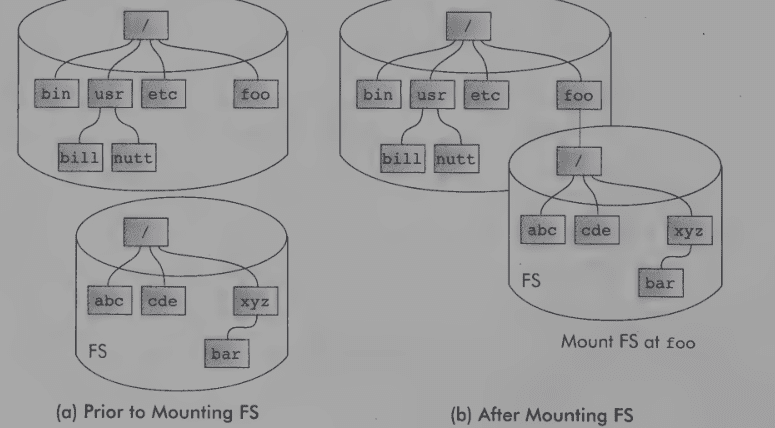 /
bin usr etc foo
bill nutt
/
abc cde xyz
FS
bar
(a) Prior to Mounting FS
/
bin usr etc foo
bill nutt
/
abc cde xyz
FS
bar
Mount FS at foo
(b) After Mounting FS